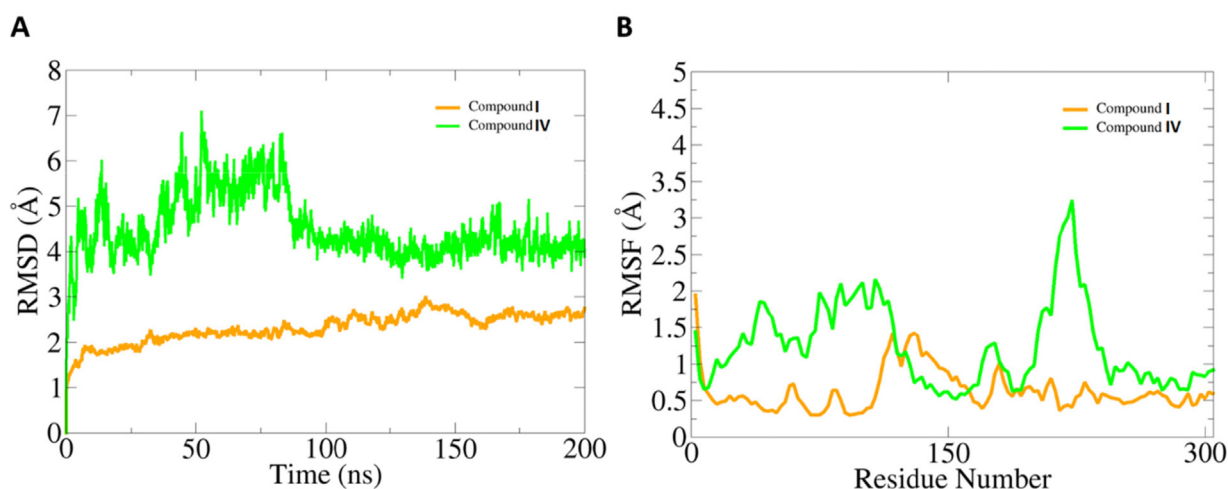 A
B
8
7
6
5
4
3
2
1
0
RMSD (Å)
Compound I
Compound IV
0
50
100
150
200
Time (ns)
5
4.5
4
3.5
3
2.5
2
1.5
1
0.5
0
RMSF (Å)
Compound I
Compound IV
0
150
300
Residue Number